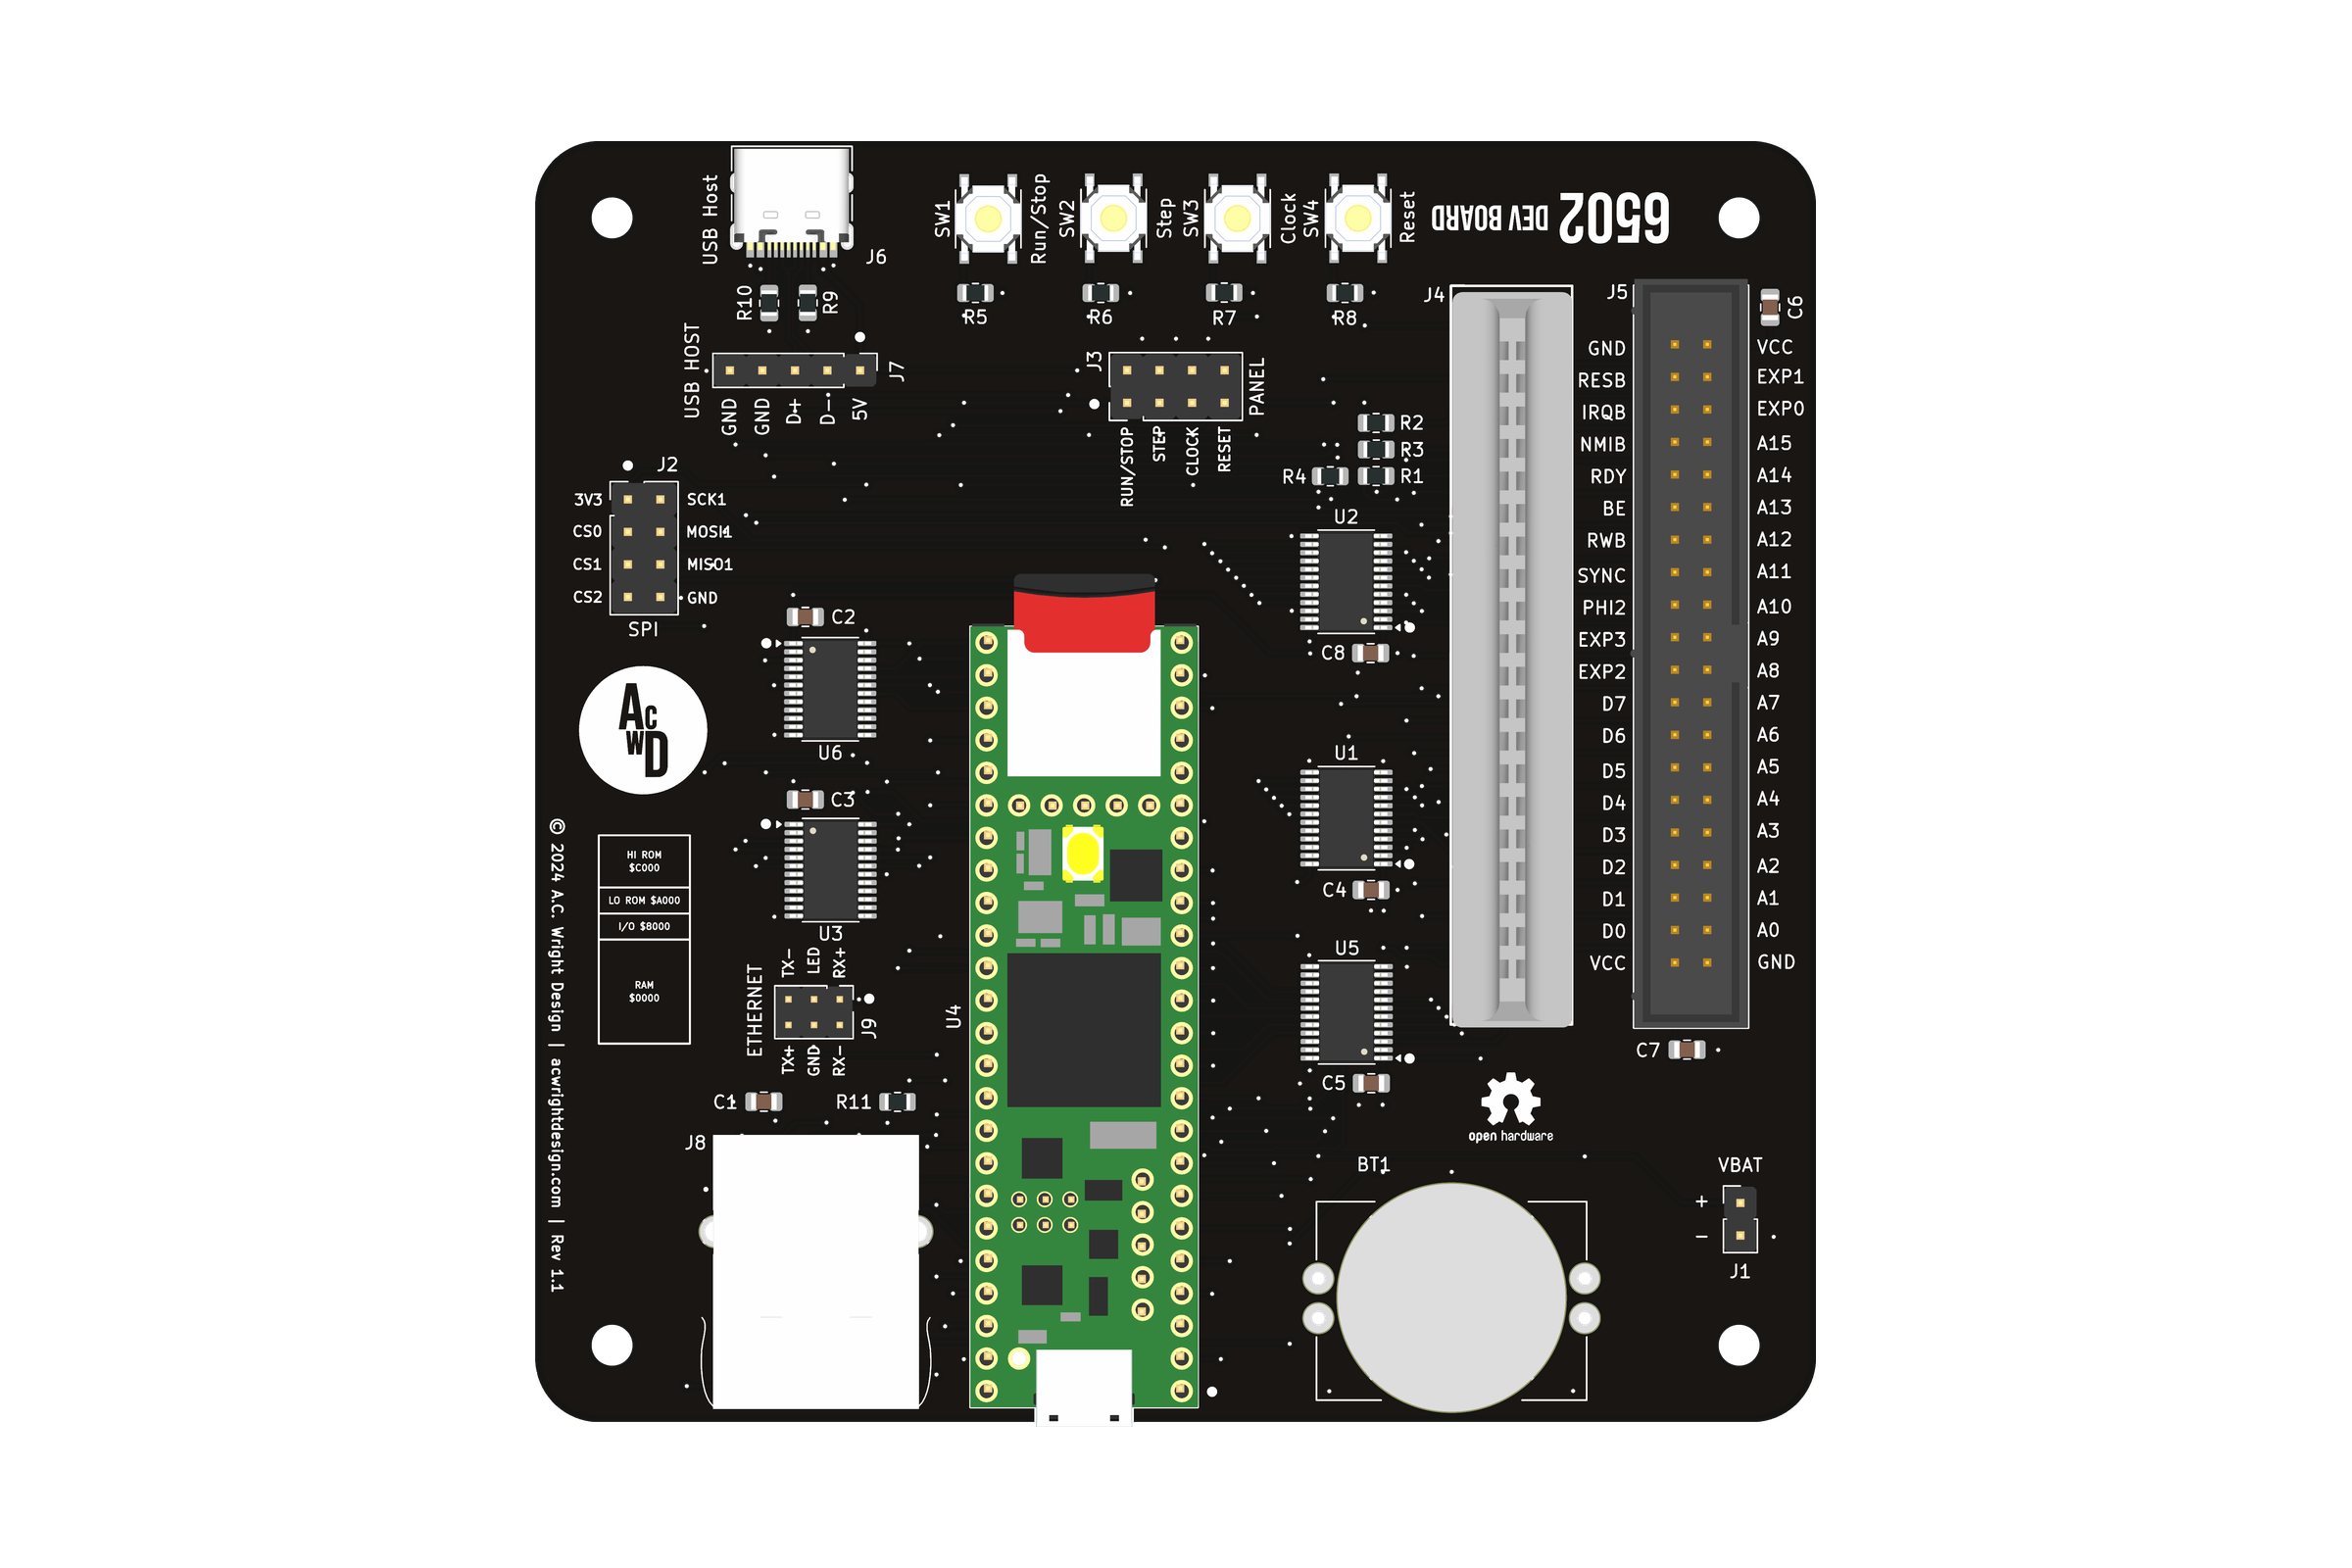 USB Host
J6
SW1
Run/Stop
SW2
Step
SW3
Clock
SW4
Reset
6502 DEV BOARD
R10
R9
R5
R6
R7
R8
J4
J5
C6
USB HOST
J7
GND
GND
D+
D-
5V
J3
PANEL
RUN/STOP
STEP
CLOCK
RESET
R2
R3
R4
R1
J2
3V3
SCK1
CS0
MOSI1
CS1
MISO1
CS2
GND
SPI
U2
C8
C2
U6
C3
U3
U1
C4
U5
C5
GND
VCC
RESB
EXP1
IRQB
EXP0
NMIB
A15
RDY
A14
BE
A13
RWB
A12
SYNC
A11
PHI2
A10
EXP3
A9
EXP2
A8
D7
A7
D6
A6
D5
A5
D4
A4
D3
A3
D2
A2
D1
A1
D0
A0
VCC
GND
C7
ACWD
HI ROM
$C000
LO ROM $A000
I/O $8000
RAM
$0000
© 2024 A.C. Wright Design | acwrightdesign.com | Rev 1.1
ETHERNET
TX-
LED
RX+
J9
TX+
GND
RX-
U4
C1
R11
J8
open hardware
BT1
VBAT
+
-
J1